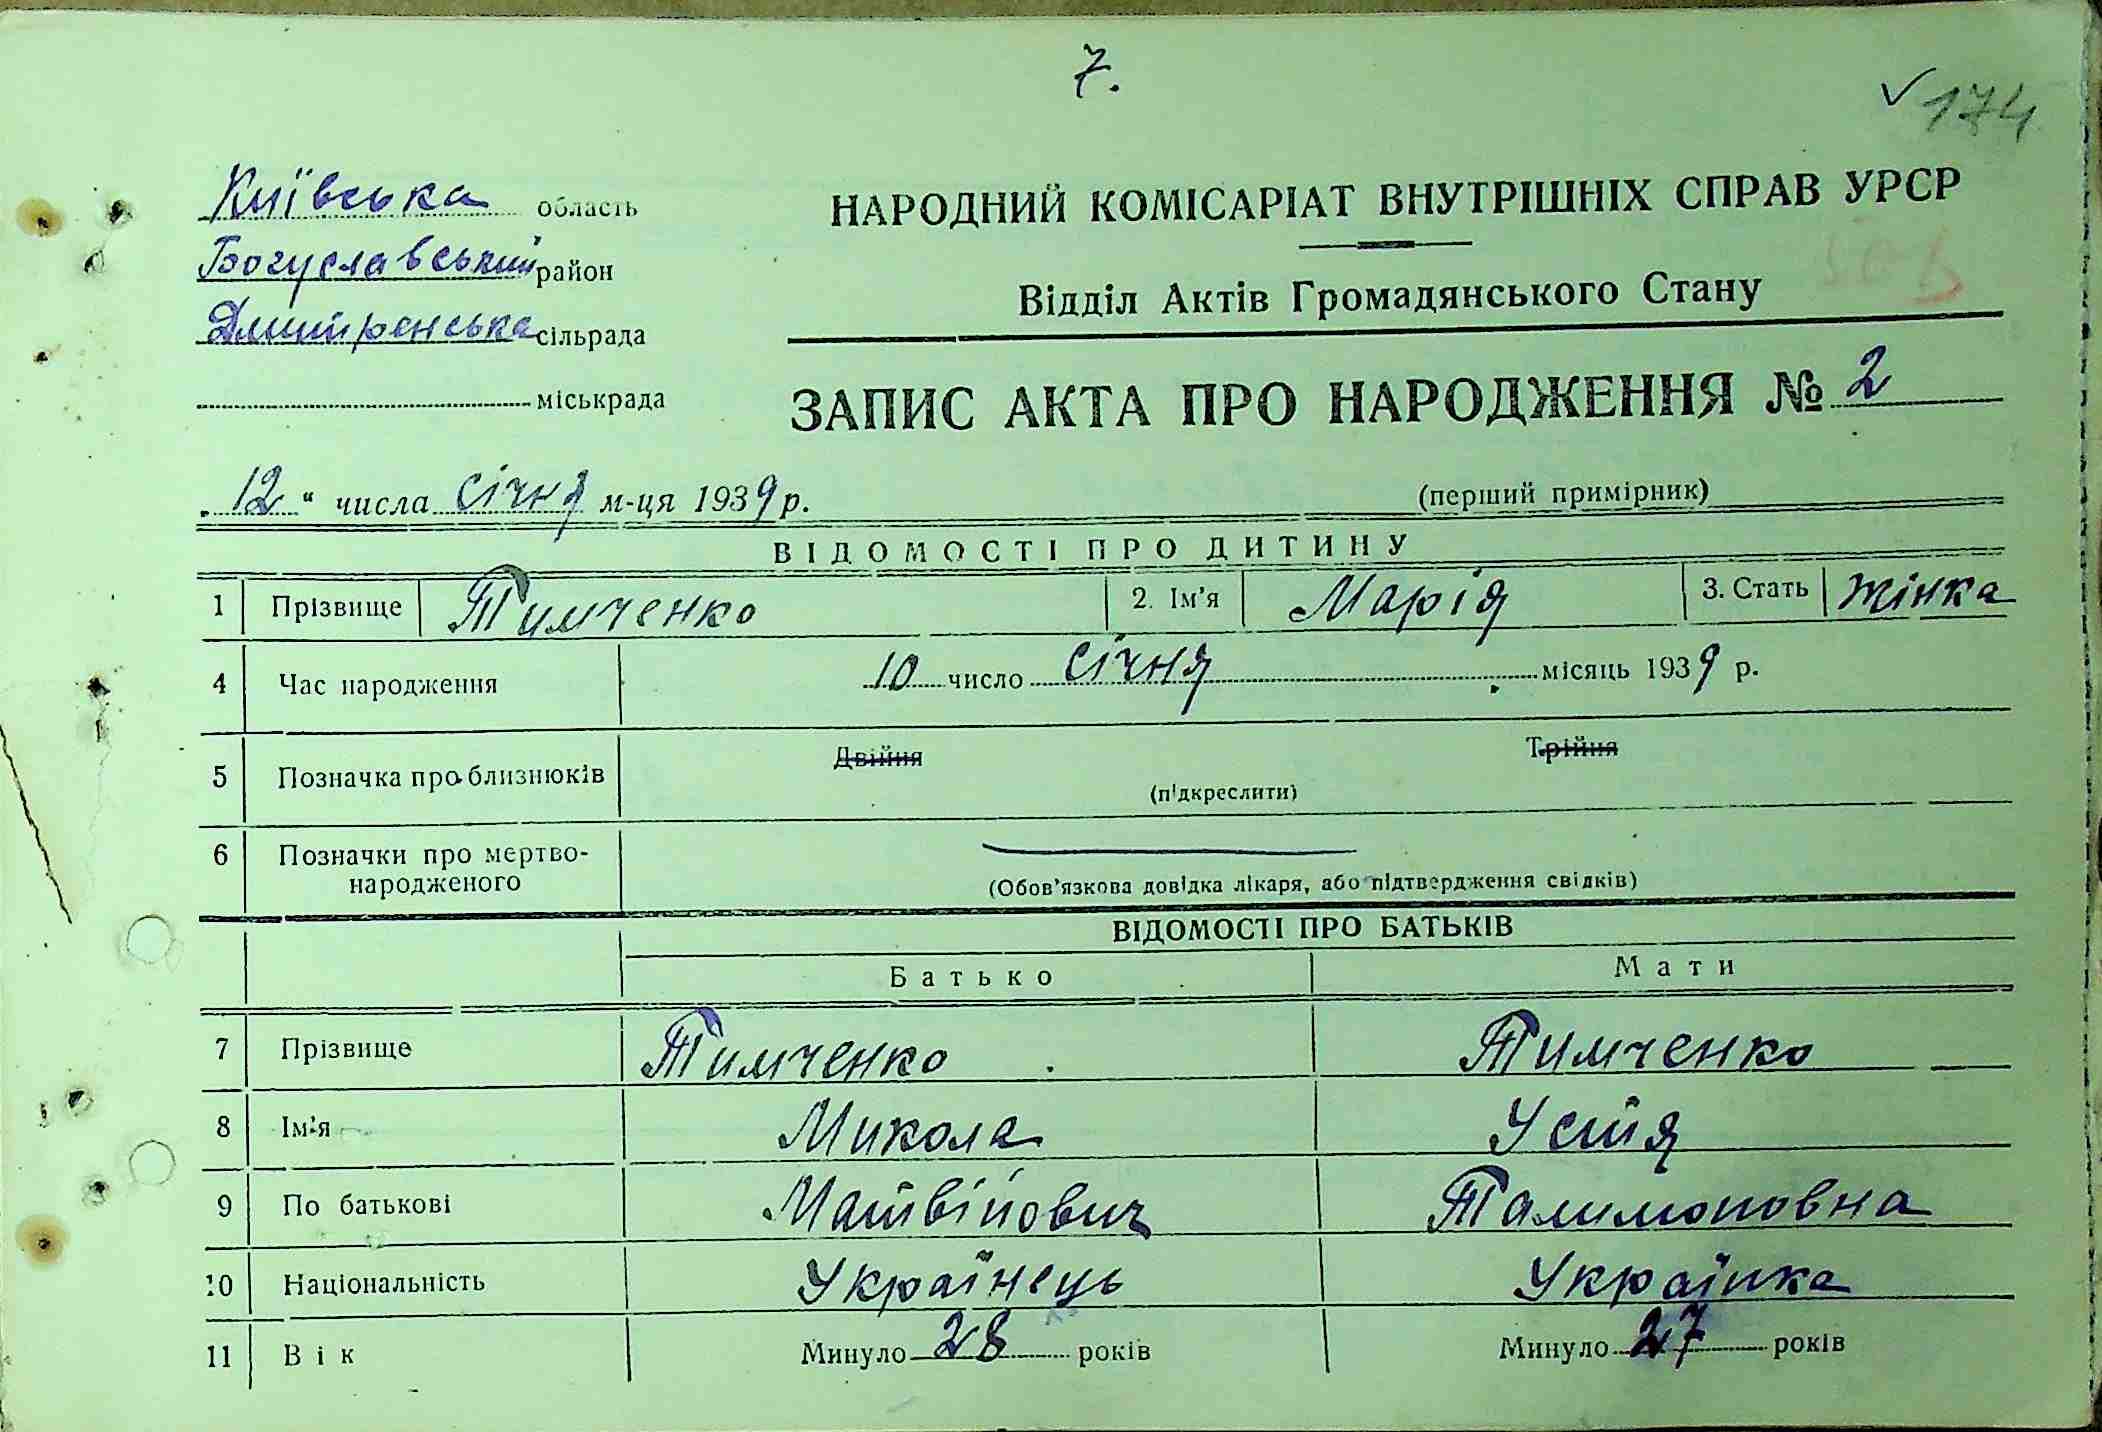 7.
✓ 174
Київська область
Богуславський район
сільрада
міськрада
НАРОДНИЙ КОМІСАРІАТ ВНУТРІШНІХ СПРАВ УРСР
Відділ Актів Громадянського Стану
ЗАПИС АКТА ПРО НАРОДЖЕННЯ № 2
„12“ числа січня м-ця 1939 р.
(перший примірник)
ВІДОМОСТІ ПРО ДИТИНУ
1 Прізвище Тимченко 2. Ім'я Марія 3. Стать жінка
4 Час народження 10 число січня місяць 1939 р.
5 Позначка про близнюків Двійня Трійня
(підкреслити)
6 Позначки про мертво-
народженого
(Обов'язкова довідка лікаря, або підтвердження свідків)
ВІДОМОСТІ ПРО БАТЬКІВ
Батько Мати
7 Прізвище Тимченко Тимченко
8 Ім'я Микола Устя
9 По батькові Матвійович
10 Національність Українець Українка
11 Вік Минуло 28 років Минуло 27 років